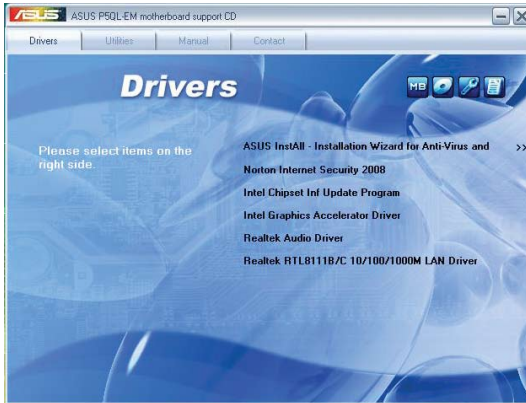 ASUS ASUS P5QL-EM motherboard support CD
Drivers Utilities Manual Contact
Drivers
MB
Please select items on the
right side.
ASUS InstAll - Installation Wizard for Anti-Virus and >>
Norton Internet Security 2008
Intel Chipset Inf Update Program
Intel Graphics Accelerator Driver
Realtek Audio Driver
Realtek RTL8111B/C 10/100/1000M LAN Driver